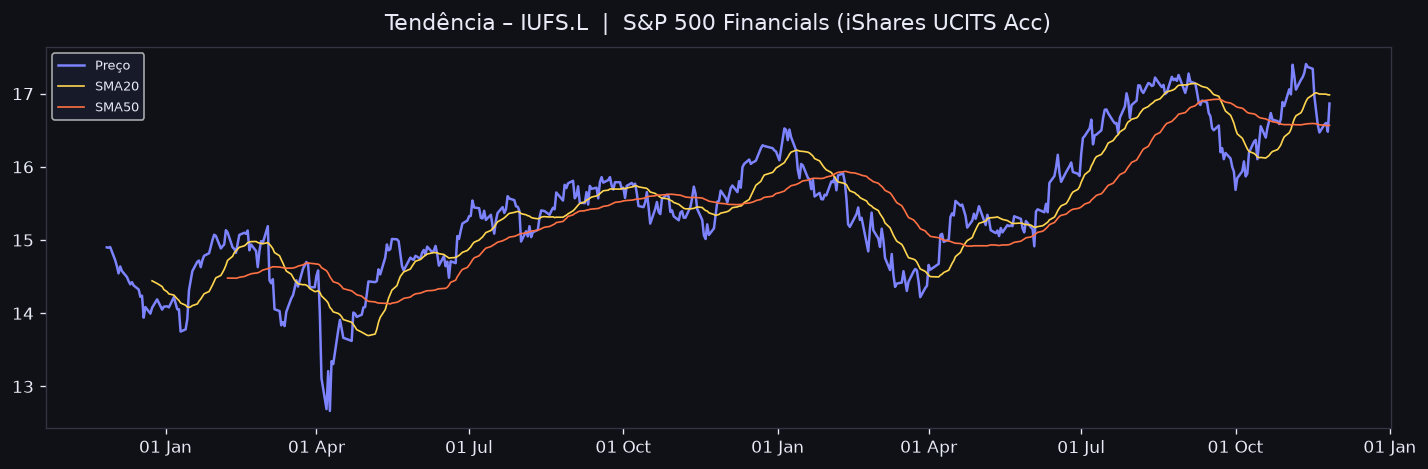 Tendência – IUFS.L | S&P 500 Financials (iShares UCITS Acc)
Preço
SMA20
SMA50
17
16
15
14
13
01 Jan
01 Apr
01 Jul
01 Oct
01 Jan
01 Apr
01 Jul
01 Oct
01 Jan